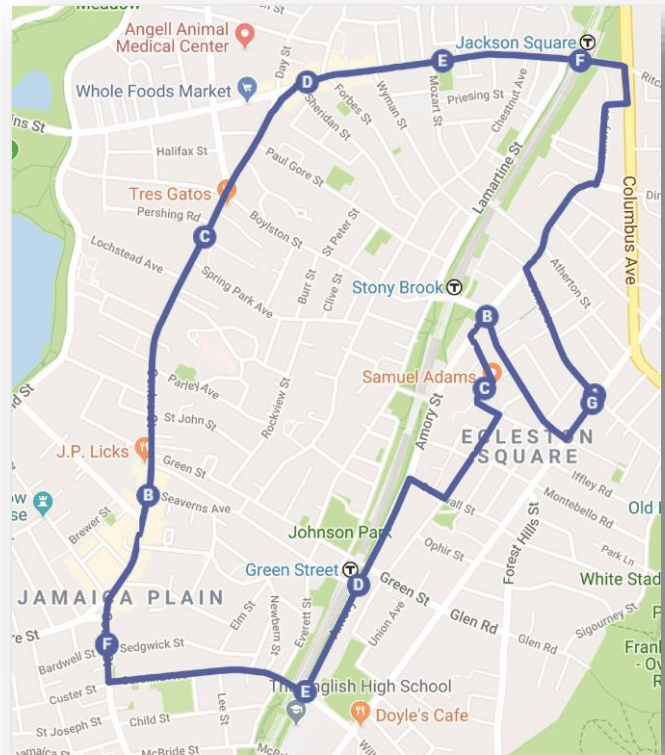 Meadow
Angell Animal
Medical Center
Day St
Jackson Square
T
F
E
D
Ritc
Whole Foods Market
Sheridan St
Forbes St
Wyman St
Mozart St
Priesing St
Chestnut Ave
ns St
Halifax St
Paul Gore St
Lamartine St
Tres Gatos
Pershing Rd
C
Boylston St
St Peter St
Columbus Ave
Lochstead Ave
Spring Park Ave
Burr St
Clive St
Stony Brook
T
Atherton St
B
Samuel Adams
C
Parley Ave
Rockview St
Amory St
G
St John St
EGLESTON
SQUARE
J.P. Licks
Green St
Iffley Rd
B
Seaverns Ave
Montebello Rd
Forest Hills St
Brewer St
Johnson Park
Ophir St
Park Ln
Green Street
T
D
Green St
White Stad
JAMAICA PLAIN
Elm St
Newbern St
Everett St
Union Ave
Glen Rd
Sigourney St
re St
F
Sedgwick St
Bardwell St
Glen Rd
Custer St
E
The English High School
Lee St
Child St
St Joseph St
Doyle's Cafe
McBride St